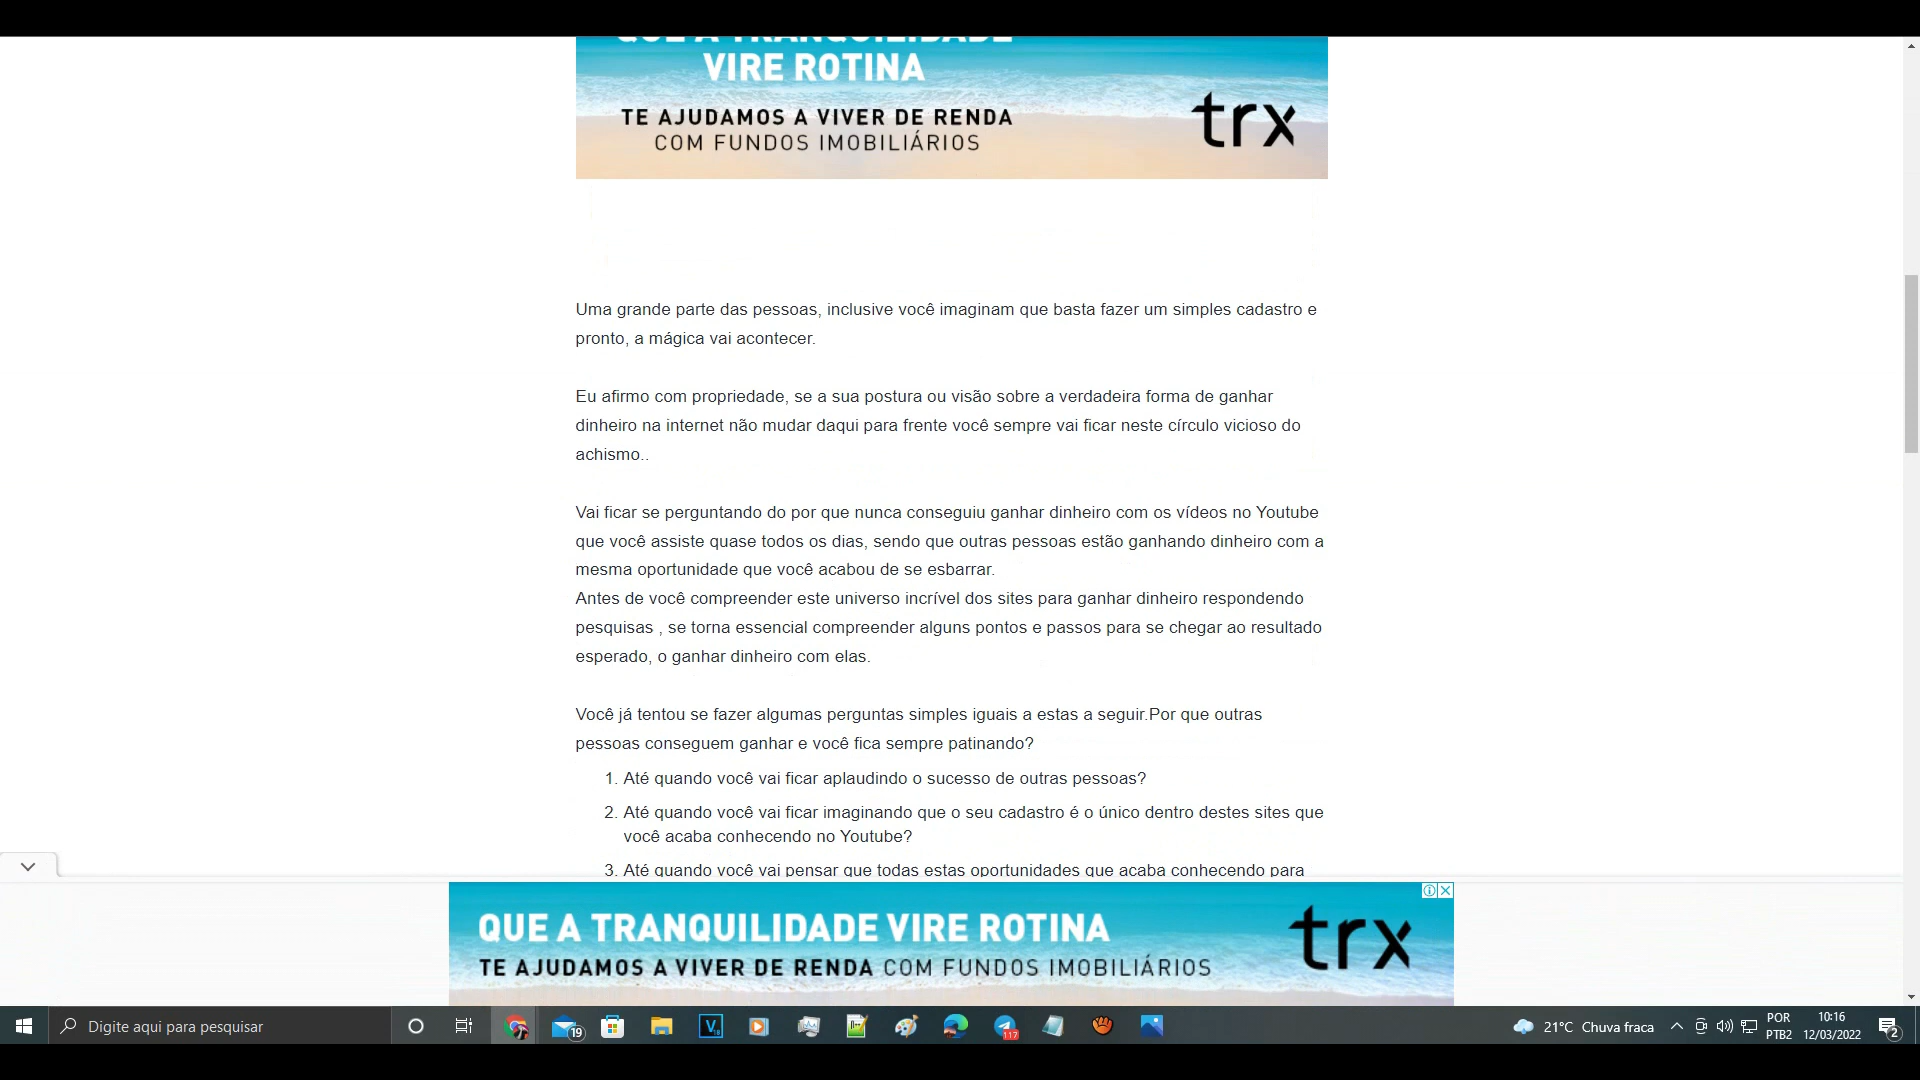 VIRE ROTINA
TE AJUDAMOS A VIVER DE RENDA
COM FUNDOS IMOBILIÁRIOS
trx
Uma grande parte das pessoas, inclusive você imaginam que basta fazer um simples cadastro e
pronto, a mágica vai acontecer.
Eu afirmo com propriedade, se a sua postura ou visão sobre a verdadeira forma de ganhar
dinheiro na internet não mudar daqui para frente você sempre vai ficar neste círculo vicioso do
achismo..
Vai ficar se perguntando do por que nunca conseguiu ganhar dinheiro com os vídeos no Youtube
que você assiste quase todos os dias, sendo que outras pessoas estão ganhando dinheiro com a
mesma oportunidade que você acabou de se esbarrar.
Antes de você compreender este universo incrível dos sites para ganhar dinheiro respondendo
pesquisas , se torna essencial compreender alguns pontos e passos para se chegar ao resultado
esperado, o ganhar dinheiro com elas.
Você já tentou se fazer algumas perguntas simples iguais a estas a seguir.Por que outras
pessoas conseguem ganhar e você fica sempre patinando?
1. Até quando você vai ficar aplaudindo o sucesso de outras pessoas?
2. Até quando você vai ficar imaginando que o seu cadastro é o único dentro destes sites que
você acaba conhecendo no Youtube?
3. Até quando você vai pensar que todas estas oportunidades que acaba conhecendo para
QUE A TRANQUILIDADE VIRE ROTINA
TE AJUDAMOS A VIVER DE RENDA COM FUNDOS IMOBILIÁRIOS
trx
Digite aqui para pesquisar
19
117
21°C Chuva fraca
POR
PTB2
10:16
12/03/2022
2